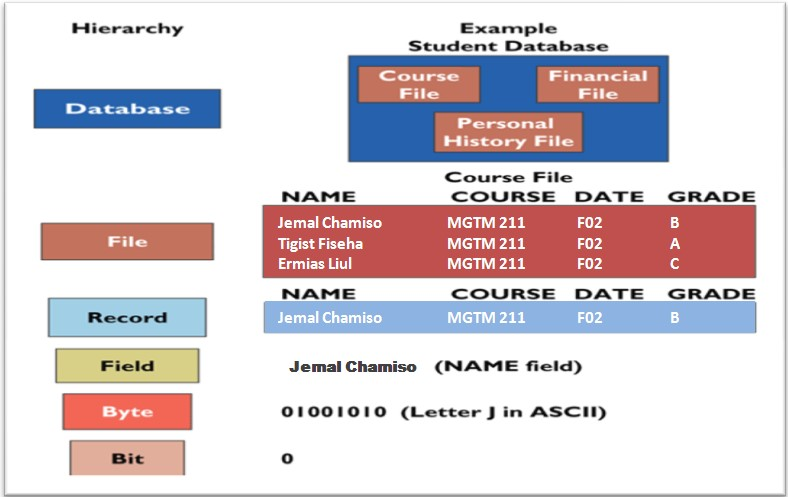 Hierarchy
Example
Student Database
Database
Course
File
Financial
File
Personal
History File
Course File
NAME COURSE DATE GRADE
File
Jemal Chamiso MGTM 211 F02 B
Tigist Fiseha MGTM 211 F02 A
Ermias Liul MGTM 211 F02 C
NAME COURSE DATE GRADE
Record
Jemal Chamiso MGTM 211 F02 B
Field
Jemal Chamiso (NAME field)
Byte
01001010 (Letter J in ASCII)
Bit
0